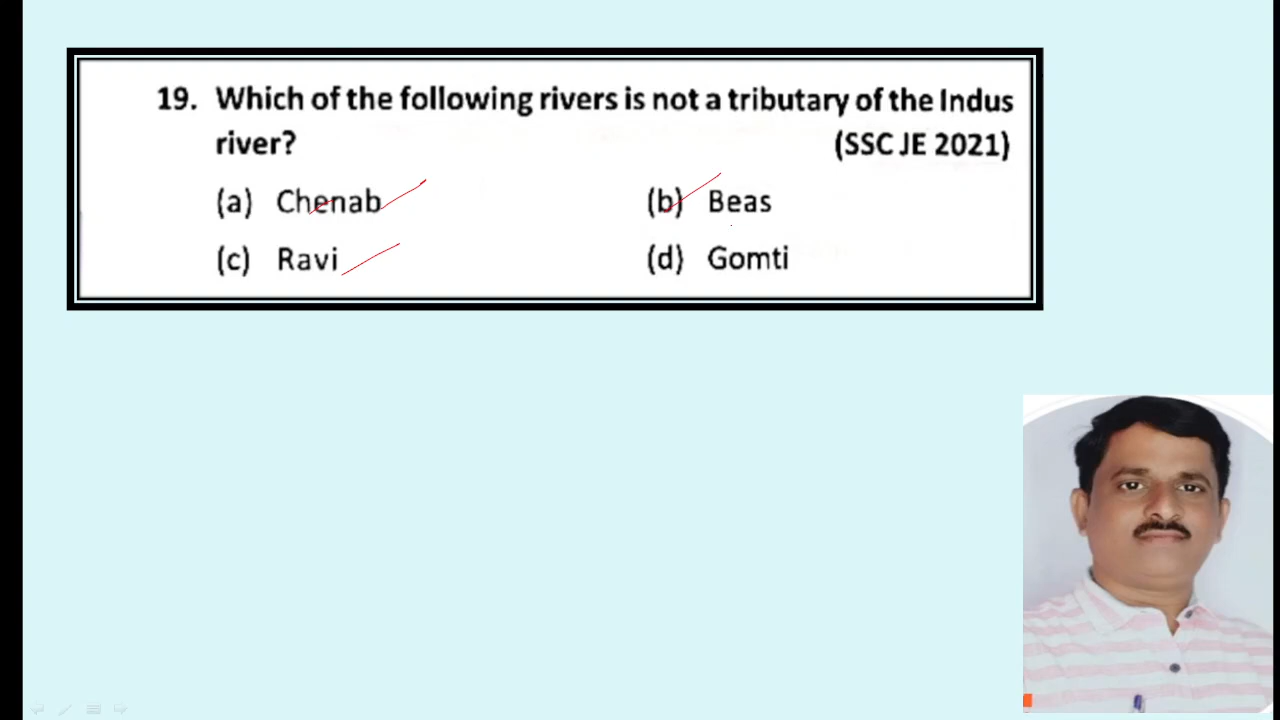 19. Which of the following rivers is not a tributary of the Indus
river? (SSC JE 2021)
(a) Chenab (b) Beas
(c) Ravi (d) Gomti